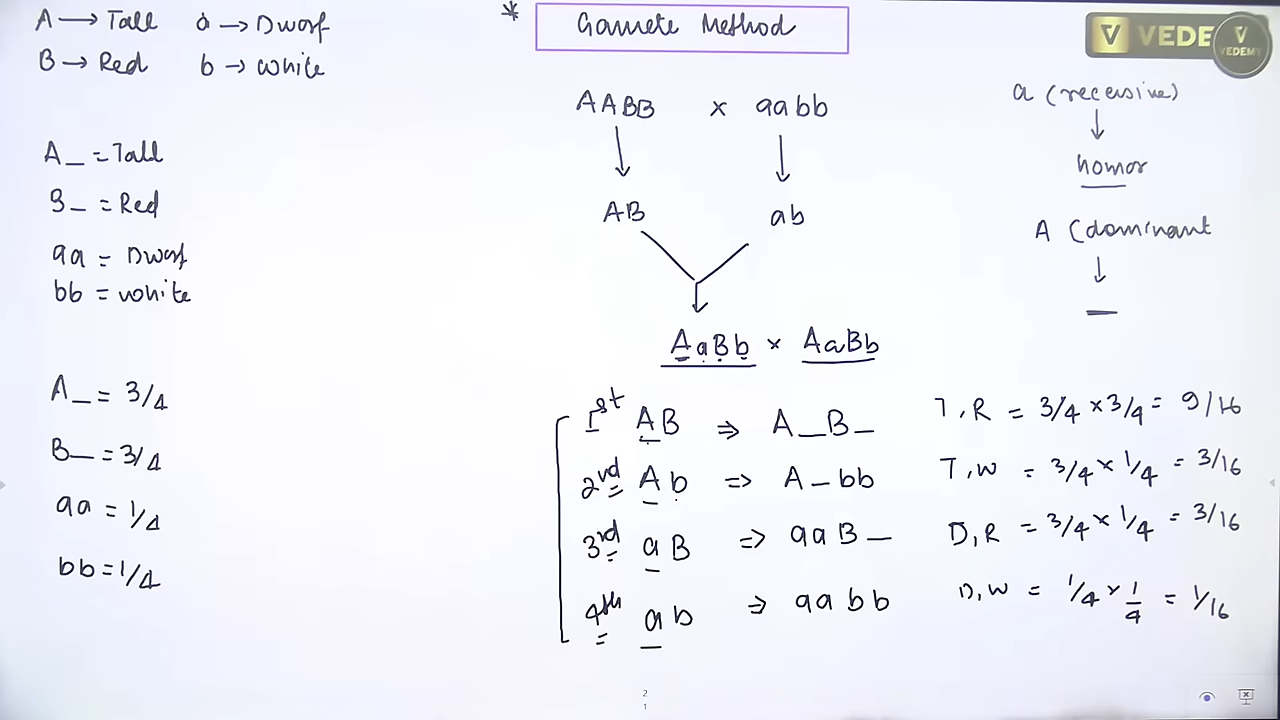 A → Tall a → Dwarf
B → Red b → white
A_ = Tall
B_ = Red
aa = Dwarf
bb = white
A_ = 3/4
B_ = 3/4
aa = 1/4
bb = 1/4
* Gamete Method
AABB x aabb
AB ab
AaBb x AaBb
1st AB ⇒ A_B_ T,R = 3/4 x 3/4 = 9/16
2nd Ab ⇒ A_bb T,W = 3/4 x 1/4 = 3/16
3rd aB ⇒ aaB_ D,R = 3/4 x 1/4 = 3/16
4th ab ⇒ aabb D,W = 1/4 x 1/4 = 1/16
VEDE
VEDEMY
a (recessive)
homor
A (dominant
2
1